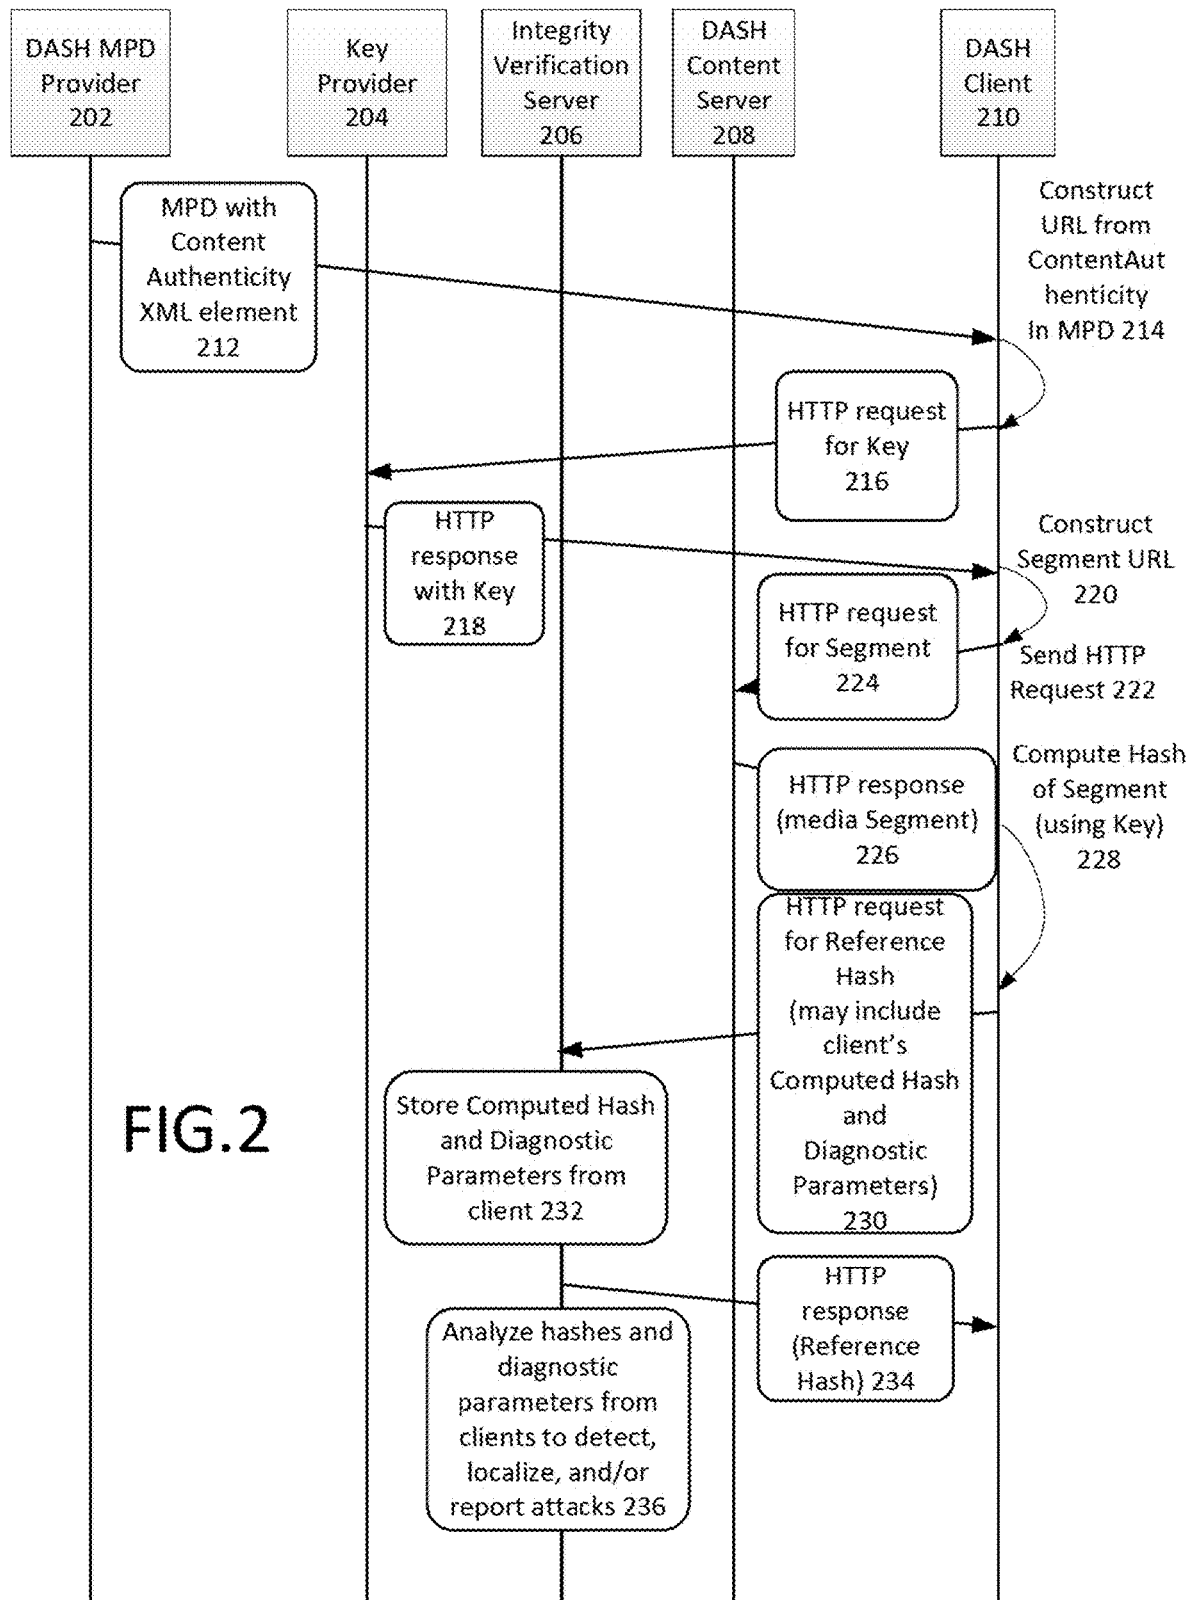 DASH MPD
Provider
202
Key
Provider
204
Integrity
Verification
Server
206
DASH
Content
Server
208
DASH
Client
210
MPD with
Content
Authenticity
XML element
212
Construct
URL from
ContentAut
henticity
In MPD 214
HTTP request
for Key
216
HTTP
response
with Key
218
Construct
Segment URL
220
HTTP request
for Segment
224
Send HTTP
Request 222
HTTP response
(media Segment)
226
Compute Hash
of Segment
(using Key)
228
HTTP request
for Reference
Hash
(may include
client's
Computed Hash
and
Diagnostic
Parameters)
230
FIG.2
Store Computed Hash
and Diagnostic
Parameters from
client 232
HTTP
response
(Reference
Hash) 234
Analyze hashes and
diagnostic
parameters from
clients to detect,
localize, and/or
report attacks 236